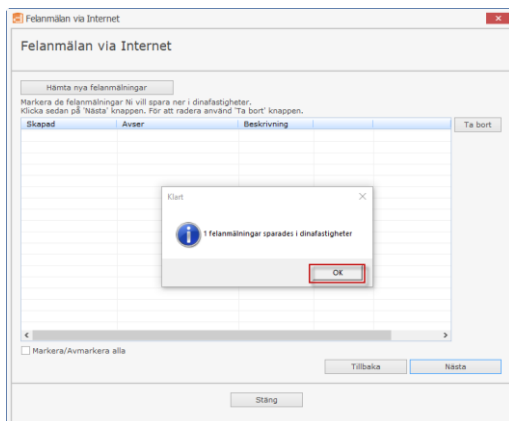 Felanmälan via Internet
Felanmälan via Internet
Hämta nya felanmälningar
Markera de felanmälningar Ni vill spara ner i dinafastigheter.
Klicka sedan på 'Nästa' knappen. För att radera använd 'Ta bort' knappen.
Skapad Avser Beskrivning
Ta bort
Klart
1 felanmälningar sparades i dinafastigheter
OK
Markera/Avmarkera alla
Tillbaka Nästa
Stäng